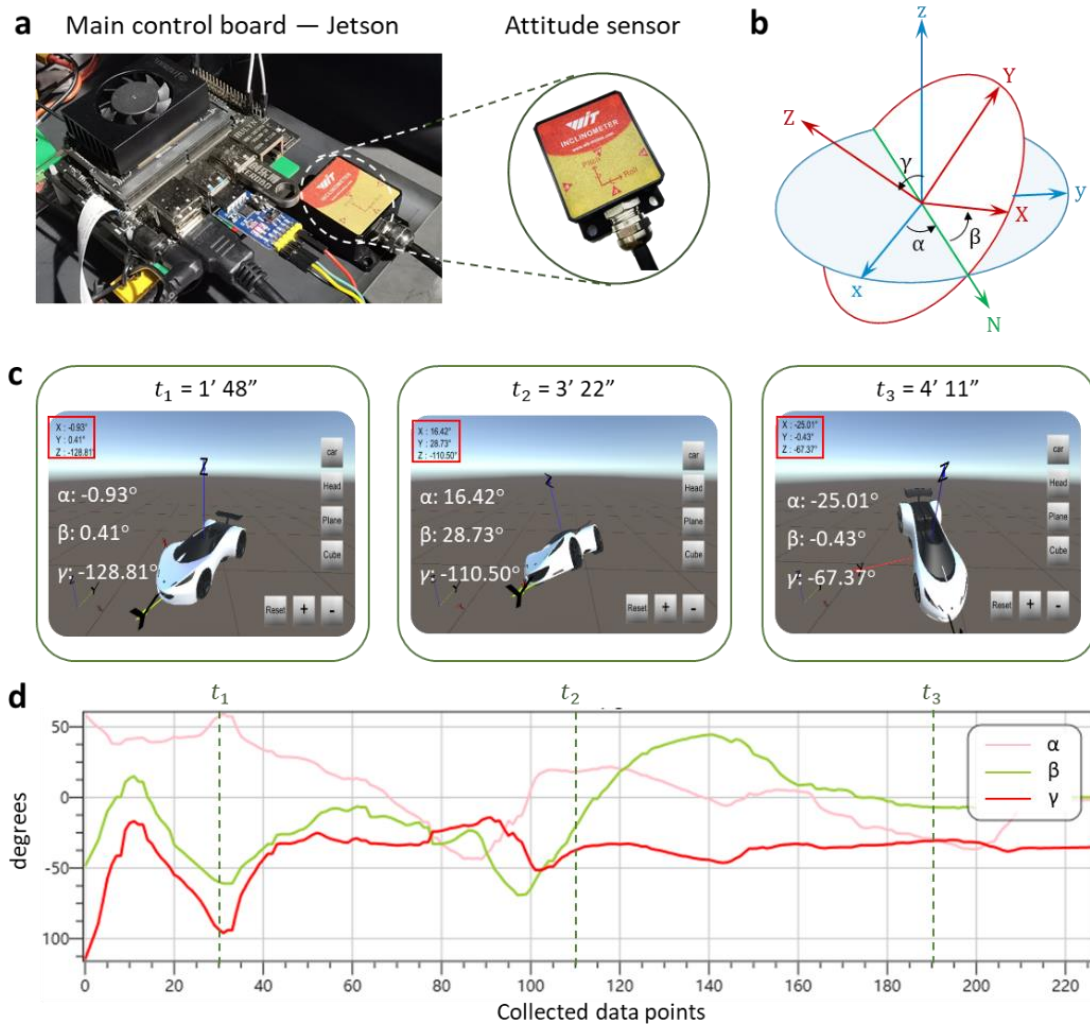 a Main control board — Jetson
Attitude sensor
WIT
INCLINOMETER
Pitch
Roll
b
z
Z
Y
γ
y
X
α
β
x
N
c
t₁ = 1’ 48”
X : -0.93°
Y : 0.41°
Z : -128.81°
α: -0.93°
β: 0.41°
γ: -128.81°
Z
Y
car
Head
Plane
Cube
Reset + -
t₂ = 3’ 22”
X : 16.42°
Y : 28.73°
Z : -110.50°
α: 16.42°
β: 28.73°
γ: -110.50°
Z
Y
car
Head
Plane
Cube
Reset + -
t₃ = 4’ 11”
X : -25.01°
Y : -0.43°
Z : -67.37°
α: -25.01°
β: -0.43°
γ: -67.37°
Z
X
car
Head
Plane
Cube
Reset + -
d
t₁ t₂ t₃
degrees
50
0
-50
100
α
β
γ
0 20 40 60 80 100 120 140 160 180 200 220
Collected data points